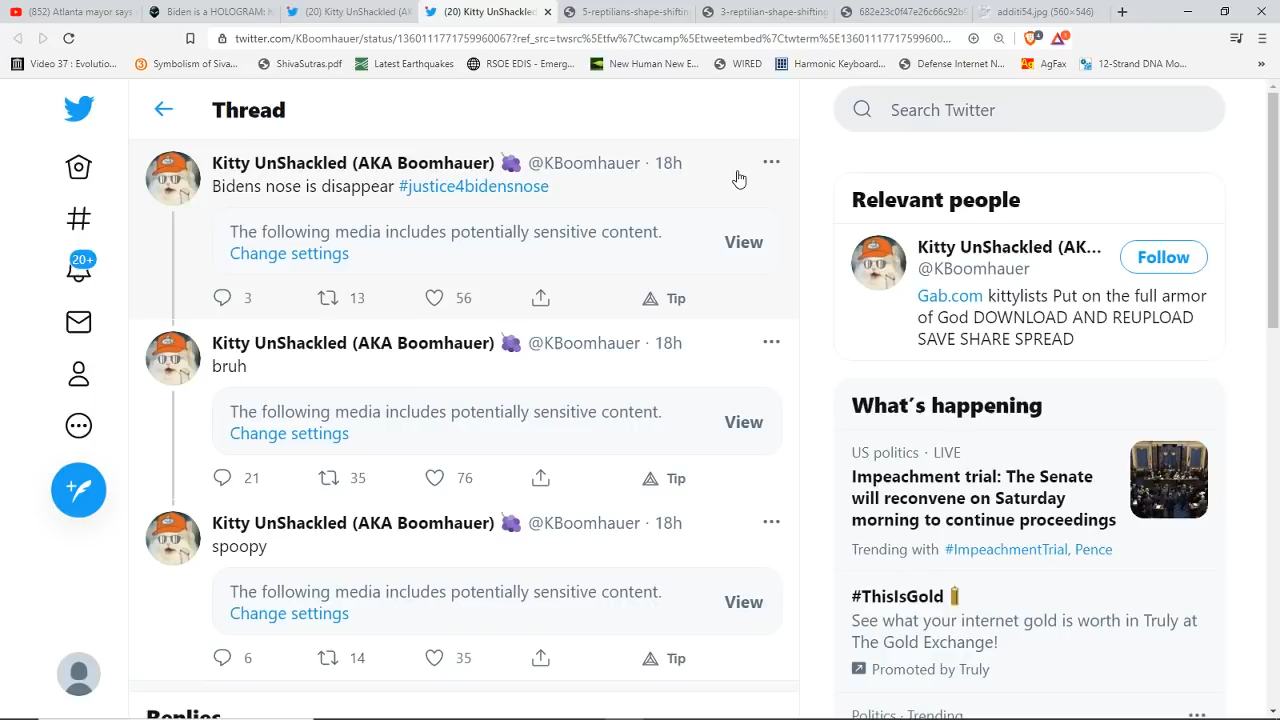 (852) Atlanta mayor says
Biden is a HOLOGRAM: h
(20) Kitty UnShackled (AK
(20) Kitty UnShackled
5-reptilians-shape-shiftin
3-reptilian-shape-shifting
682e23c0f47e26c66c92b9
addit54.jpg (560×546)
twitter.com/KBoomhauer/status/1360111771759960067?ref_src=twsrc%5Etfw%7Ctwcamp%5Etweetembed%7Ctwterm%5E13601117717599600...
Video 37 : Evolutio...
Symbolism of Siva...
ShivaSutras.pdf
Latest Earthquakes
RSOE EDIS - Emerg...
New Human New E...
WIRED
Harmonic Keyboard...
Defense Internet N...
AgFax
12-Strand DNA Mo...
»
Thread
Kitty UnShackled (AKA Boomhauer) 🍇 @KBoomhauer · 18h
Bidens nose is disappear #justice4bidensnose
The following media includes potentially sensitive content.
Change settings
View
3 13 56 Tip
Kitty UnShackled (AKA Boomhauer) 🍇 @KBoomhauer · 18h
bruh
The following media includes potentially sensitive content.
Change settings
View
21 35 76 Tip
Kitty UnShackled (AKA Boomhauer) 🍇 @KBoomhauer · 18h
spoopy
The following media includes potentially sensitive content.
Change settings
View
6 14 35 Tip
Replies
20+
Search Twitter
Relevant people
Kitty UnShackled (AK...
@KBoomhauer
Follow
Gab.com kittylists Put on the full armor
of God DOWNLOAD AND REUPLOAD
SAVE SHARE SPREAD
What's happening
US politics · LIVE
Impeachment trial: The Senate
will reconvene on Saturday
morning to continue proceedings
Trending with #ImpeachmentTrial, Pence
#ThisIsGold
See what your internet gold is worth in Truly at
The Gold Exchange!
Promoted by Truly
Politics · Trending